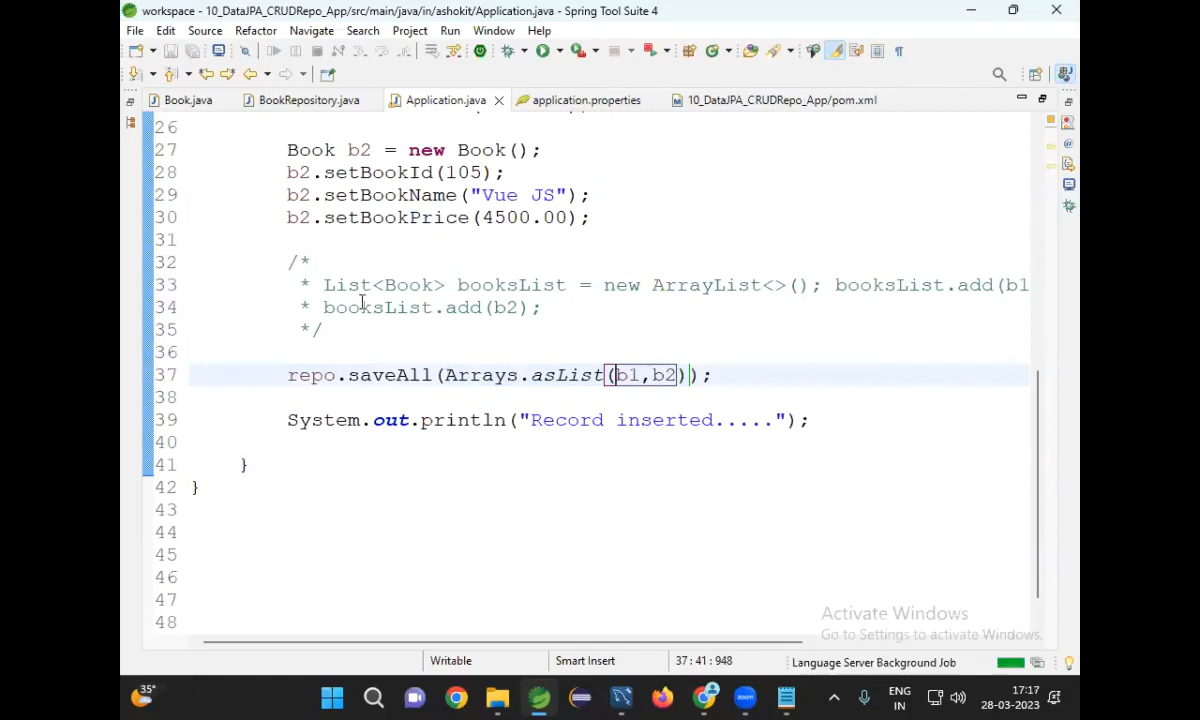 workspace - 10_DataJPA_CRUDRepo_App/src/main/java/in/ashokit/Application.java - Spring Tool Suite 4
File Edit Source Refactor Navigate Search Project Run Window Help
Book.java BookRepository.java Application.java application.properties 10_DataJPA_CRUDRepo_App/pom.xml
26
27 Book b2 = new Book();
28 b2.setBookId(105);
29 b2.setBookName("Vue JS");
30 b2.setBookPrice(4500.00);
31
32 /*
33 * List<Book> booksList = new ArrayList<>(); booksList.add(b1
34 * booksList.add(b2);
35 */
36
37 repo.saveAll(Arrays.asList(b1,b2));
38
39 System.out.println("Record inserted.....");
40
41 }
42 }
43
44
45
46
47
48
Activate Windows
Go to Settings to activate Windows.
Writable Smart Insert 37 : 41 : 948 Language Server Background Job
35° zoom ENG 17:17
IN 28-03-2023